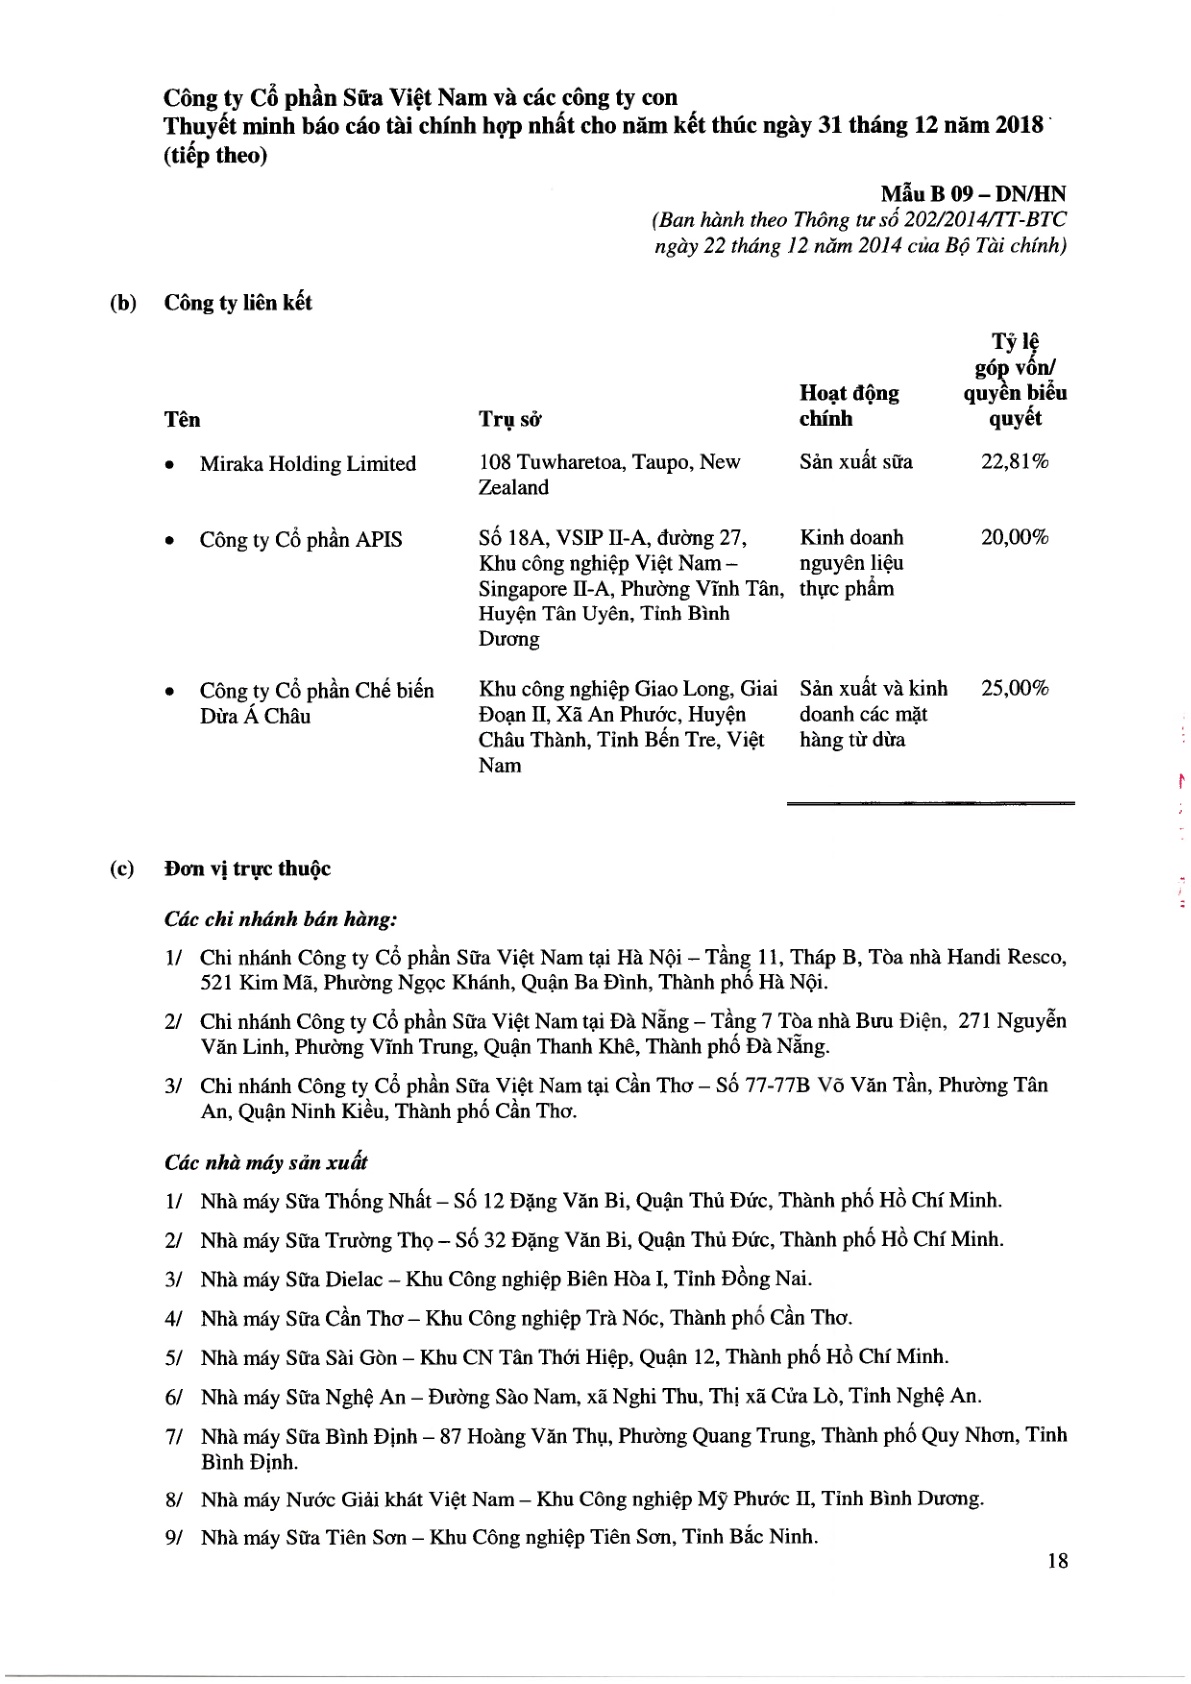 Công ty Cổ phần Sữa Việt Nam và các công ty con
Thuyết minh báo cáo tài chính hợp nhất cho năm kết thúc ngày 31 tháng 12 năm 2018
(tiếp theo)
Mẫu B 09 – DN/HN
(Ban hành theo Thông tư số 202/2014/TT-BTC
ngày 22 tháng 12 năm 2014 của Bộ Tài chính)
(b) Công ty liên kết
Tên
Trụ sở
Hoạt động
chính
Tỷ lệ
góp vốn/
quyền biểu
quyết
• Miraka Holding Limited
108 Tuwharetoa, Taupo, New
Zealand
Sản xuất sữa
22,81%
• Công ty Cổ phần APIS
Số 18A, VSIP II-A, đường 27,
Khu công nghiệp Việt Nam –
Singapore II-A, Phường Vĩnh Tân,
Huyện Tân Uyên, Tỉnh Bình
Dương
Kinh doanh
nguyên liệu
thực phẩm
20,00%
• Công ty Cổ phần Chế biến
Dừa Á Châu
Khu công nghiệp Giao Long, Giai
Đoạn II, Xã An Phước, Huyện
Châu Thành, Tỉnh Bến Tre, Việt
Nam
Sản xuất và kinh
doanh các mặt
hàng từ dừa
25,00%
(c) Đơn vị trực thuộc
Các chi nhánh bán hàng:
1/ Chi nhánh Công ty Cổ phần Sữa Việt Nam tại Hà Nội – Tầng 11, Tháp B, Tòa nhà Handi Resco,
521 Kim Mã, Phường Ngọc Khánh, Quận Ba Đình, Thành phố Hà Nội.
2/ Chi nhánh Công ty Cổ phần Sữa Việt Nam tại Đà Nẵng – Tầng 7 Tòa nhà Bưu Điện, 271 Nguyễn
Văn Linh, Phường Vĩnh Trung, Quận Thanh Khê, Thành phố Đà Nẵng.
3/ Chi nhánh Công ty Cổ phần Sữa Việt Nam tại Cần Thơ – Số 77-77B Võ Văn Tần, Phường Tân
An, Quận Ninh Kiều, Thành phố Cần Thơ.
Các nhà máy sản xuất
1/ Nhà máy Sữa Thống Nhất – Số 12 Đặng Văn Bi, Quận Thủ Đức, Thành phố Hồ Chí Minh.
2/ Nhà máy Sữa Trường Thọ – Số 32 Đặng Văn Bi, Quận Thủ Đức, Thành phố Hồ Chí Minh.
3/ Nhà máy Sữa Dielac – Khu Công nghiệp Biên Hòa I, Tỉnh Đồng Nai.
4/ Nhà máy Sữa Cần Thơ – Khu Công nghiệp Trà Nóc, Thành phố Cần Thơ.
5/ Nhà máy Sữa Sài Gòn – Khu CN Tân Thới Hiệp, Quận 12, Thành phố Hồ Chí Minh.
6/ Nhà máy Sữa Nghệ An – Đường Sào Nam, xã Nghi Thu, Thị xã Cửa Lò, Tỉnh Nghệ An.
7/ Nhà máy Sữa Bình Định – 87 Hoàng Văn Thụ, Phường Quang Trung, Thành phố Quy Nhơn, Tỉnh
Bình Định.
8/ Nhà máy Nước Giải khát Việt Nam – Khu Công nghiệp Mỹ Phước II, Tỉnh Bình Dương.
9/ Nhà máy Sữa Tiên Sơn – Khu Công nghiệp Tiên Sơn, Tỉnh Bắc Ninh.
18